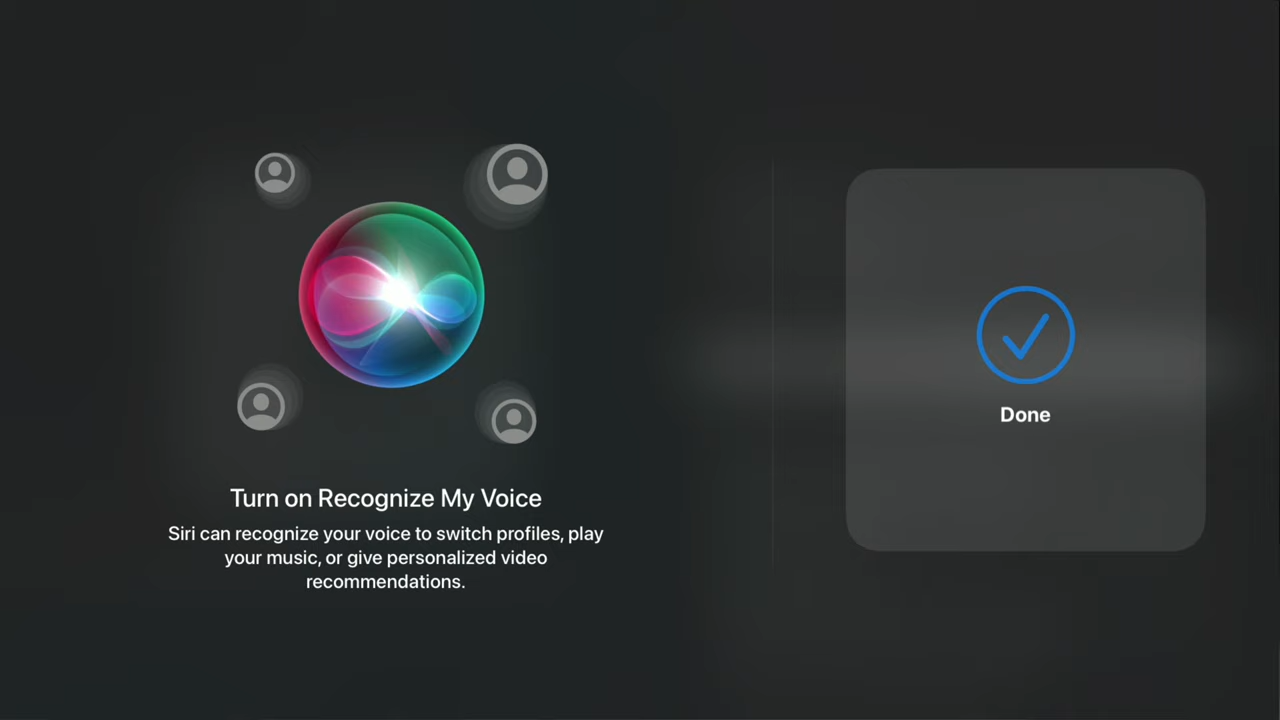 Turn on Recognize My Voice
Siri can recognize your voice to switch profiles, play
your music, or give personalized video
recommendations.
Done